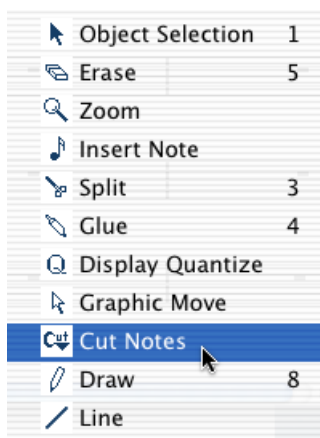 Object Selection 1
Erase 5
Zoom
Insert Note
Split 3
Glue 4
Q Display Quantize
Graphic Move
Cut Cut Notes
Draw 8
Line